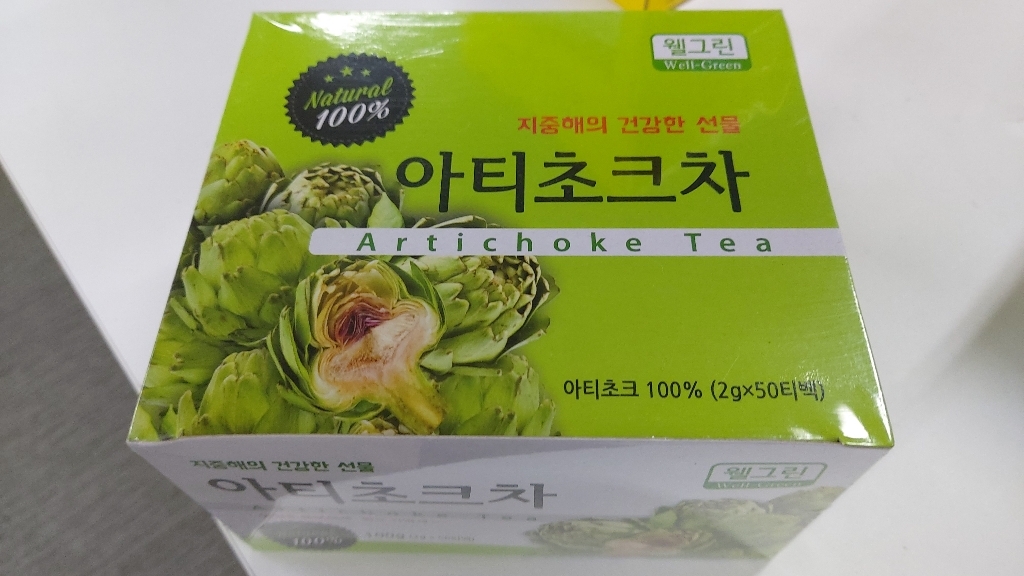 Natural
100%
웰그린
Well-Green
지중해의 건강한 선물
아티초크차
Artichoke Tea
아티초크 100% (2g×50티백)
지중해의 건강한 선물
아티초크차
웰그린
Well-Green
100%